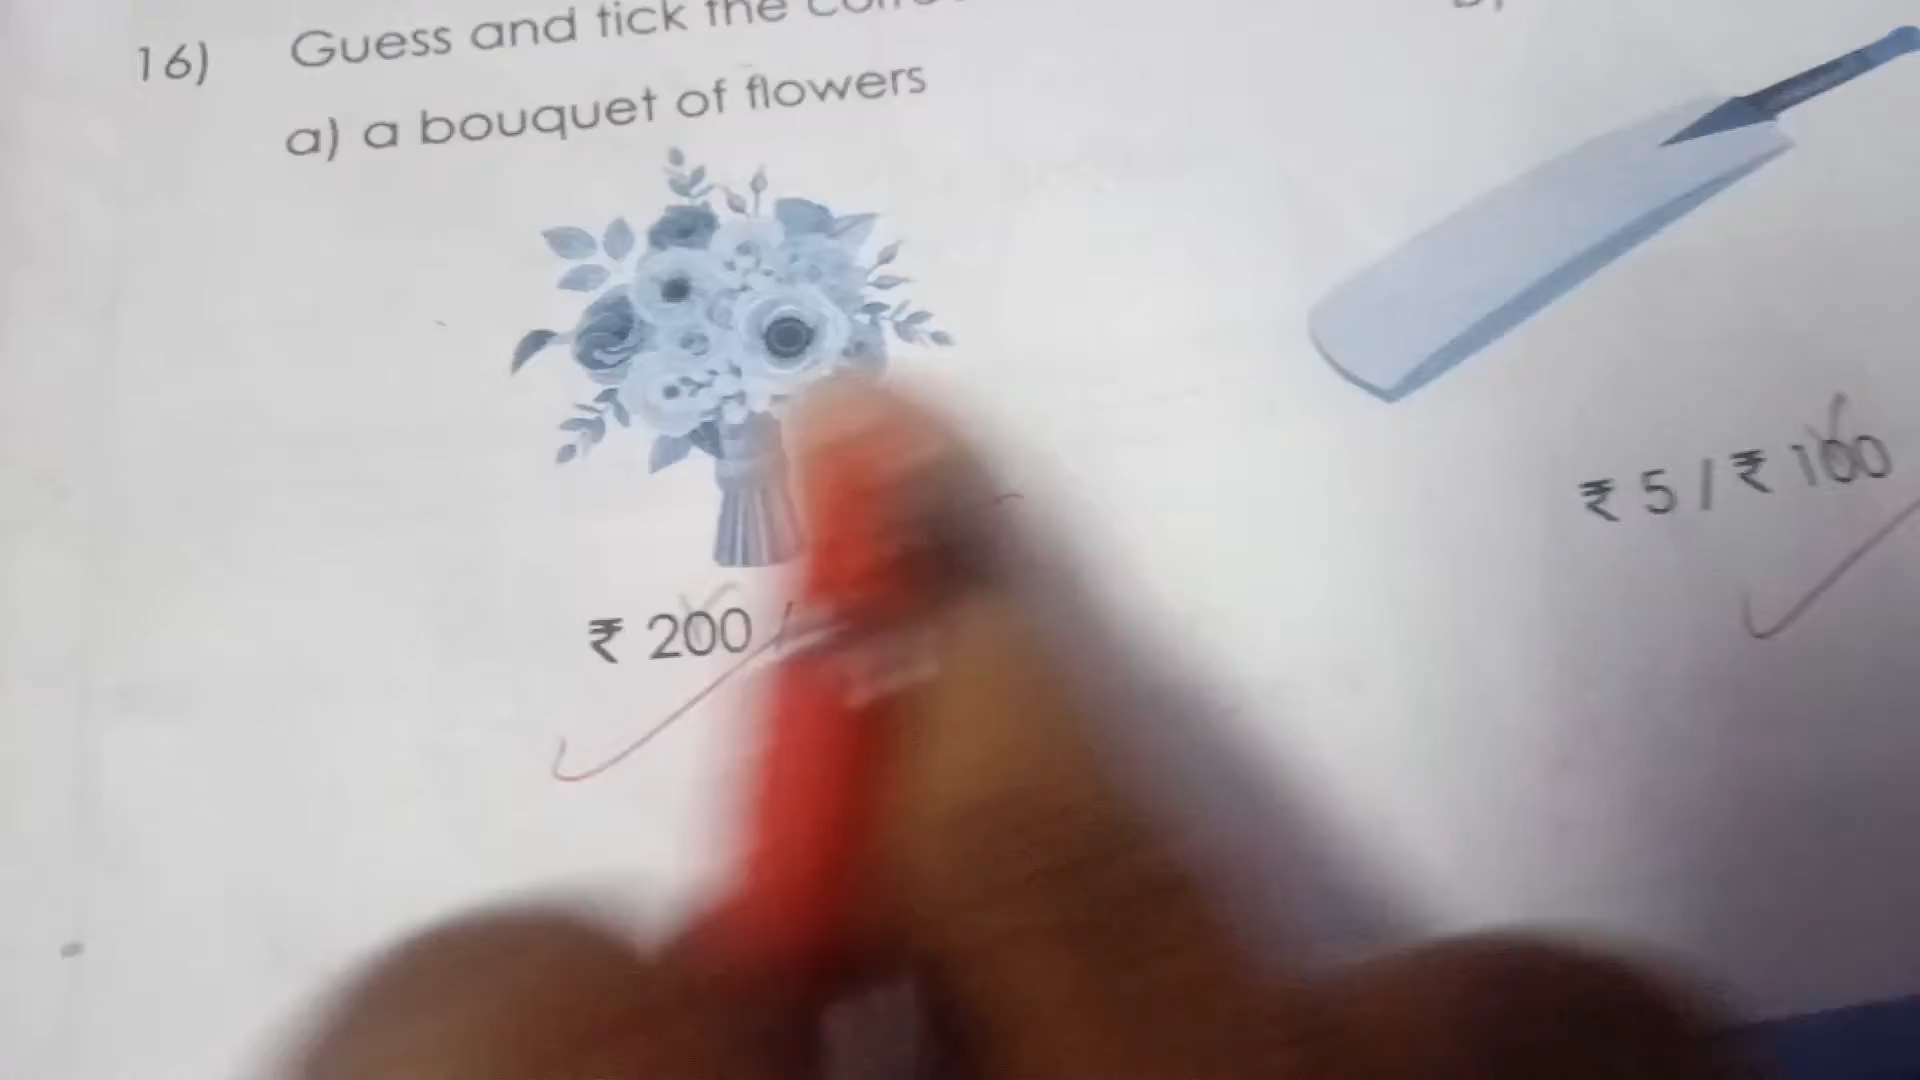 16) Guess and tick the
a) a bouquet of flowers
₹ 200 /
₹ 5 / ₹ 100